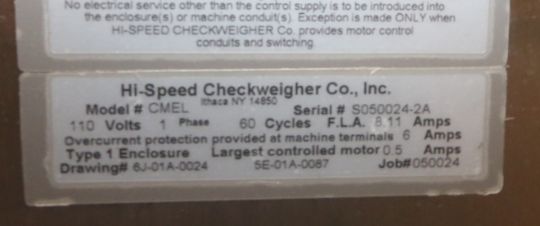 No electrical service other than the control supply is to be introduced into
the enclosure(s) or machine conduit(s). Exception is made ONLY when
HI-SPEED CHECKWEIGHER Co. provides motor control
conduits and switching.
Hi-Speed Checkweigher Co., Inc.
Ithaca NY 14850
Model # CMEL Serial # S050024-2A
110 Volts 1 Phase 60 Cycles F.L.A. 8.11 Amps
Overcurrent protection provided at machine terminals 6 Amps
Type 1 Enclosure Largest controlled motor 0.5 Amps
Drawing# 6J-01A-0024 5E-01A-0087 Job#050024